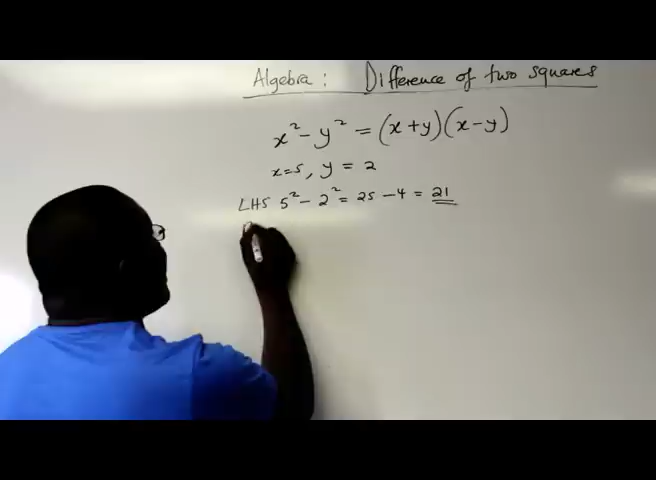 Algebra: Difference of two squares
x² - y² = (x+y)(x-y)
x=5, y = 2
LHS 5² - 2² = 25 - 4 = 21